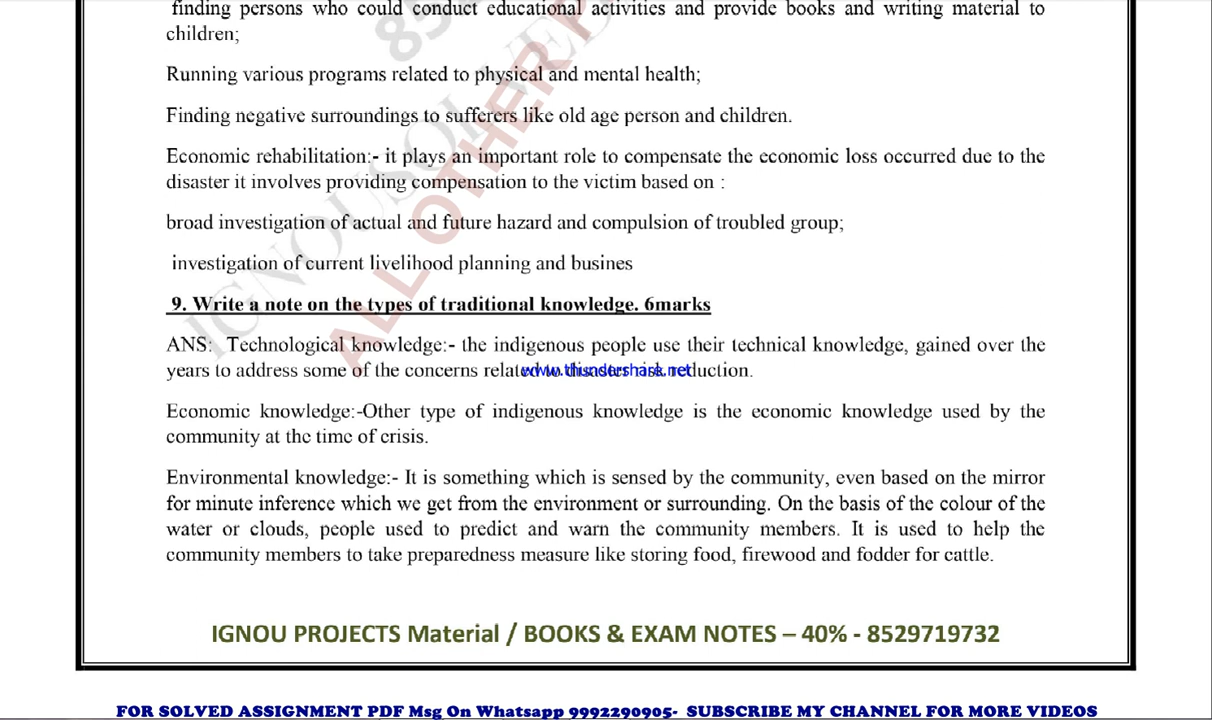 finding persons who could conduct educational activities and provide books and writing material to
children;
Running various programs related to physical and mental health;
Finding negative surroundings to sufferers like old age person and children.
Economic rehabilitation:- it plays an important role to compensate the economic loss occurred due to the
disaster it involves providing compensation to the victim based on :
broad investigation of actual and future hazard and compulsion of troubled group;
investigation of current livelihood planning and busines
9. Write a note on the types of traditional knowledge. 6marks
ANS: Technological knowledge:- the indigenous people use their technical knowledge, gained over the
years to address some of the concerns related to disaster risk reduction.
www.thundershare.net
Economic knowledge:-Other type of indigenous knowledge is the economic knowledge used by the
community at the time of crisis.
Environmental knowledge:- It is something which is sensed by the community, even based on the mirror
for minute inference which we get from the environment or surrounding. On the basis of the colour of the
water or clouds, people used to predict and warn the community members. It is used to help the
community members to take preparedness measure like storing food, firewood and fodder for cattle.
IGNOU PROJECTS Material / BOOKS & EXAM NOTES – 40% - 8529719732
FOR SOLVED ASSIGNMENT PDF Msg On Whatsapp 9992290905- SUBSCRIBE MY CHANNEL FOR MORE VIDEOS